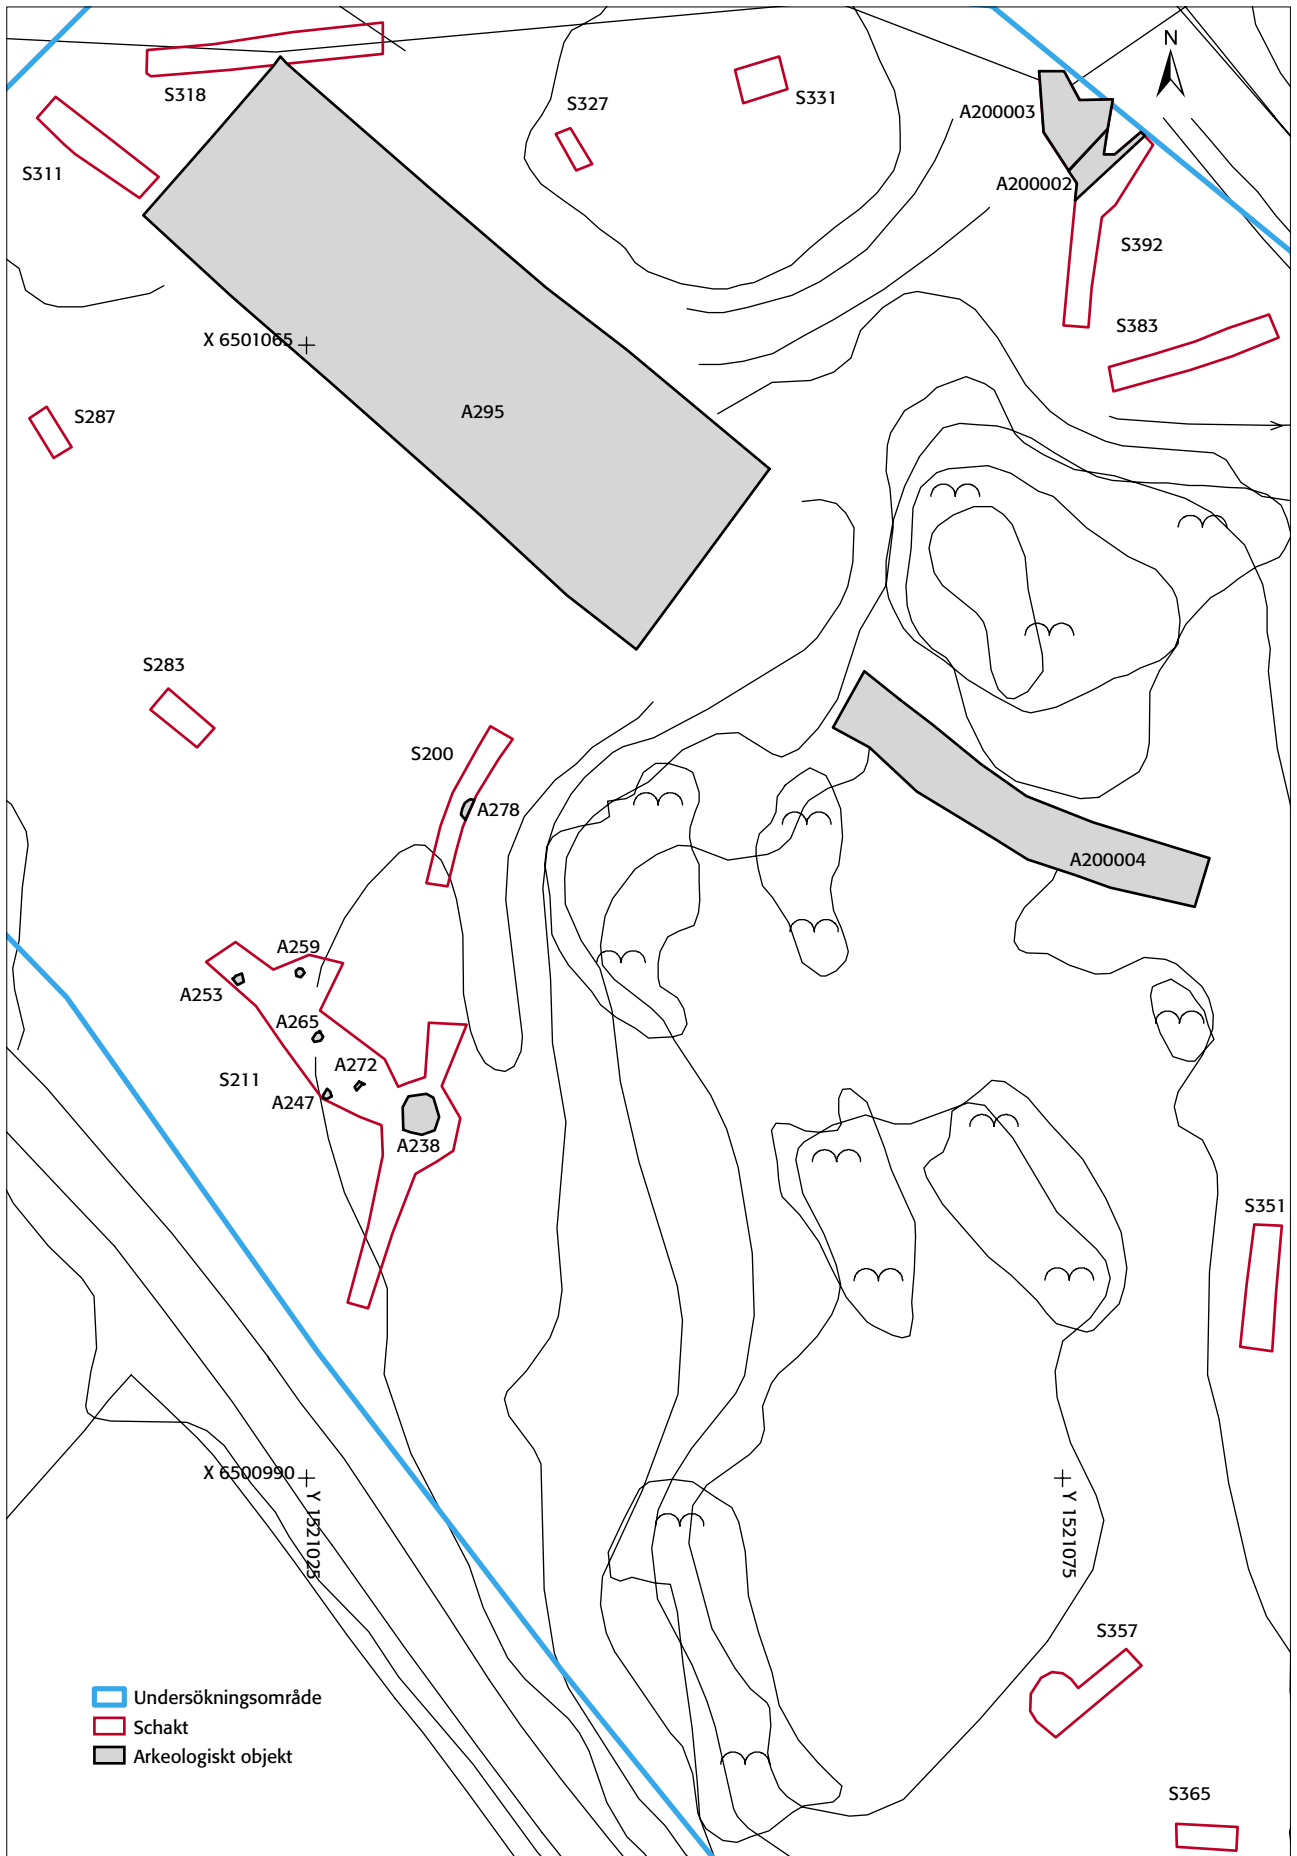 N
S318
S327
S331
A200003
S311
A200002
S392
S383
X 6501065
A295
S287
S283
S200
A278
A200004
A259
A253
A265
A272
S211
A247
A238
S351
X 6500990
Y 1521025
Y 1521075
S357
Undersökningsområde
Schakt
Arkeologiskt objekt
S365